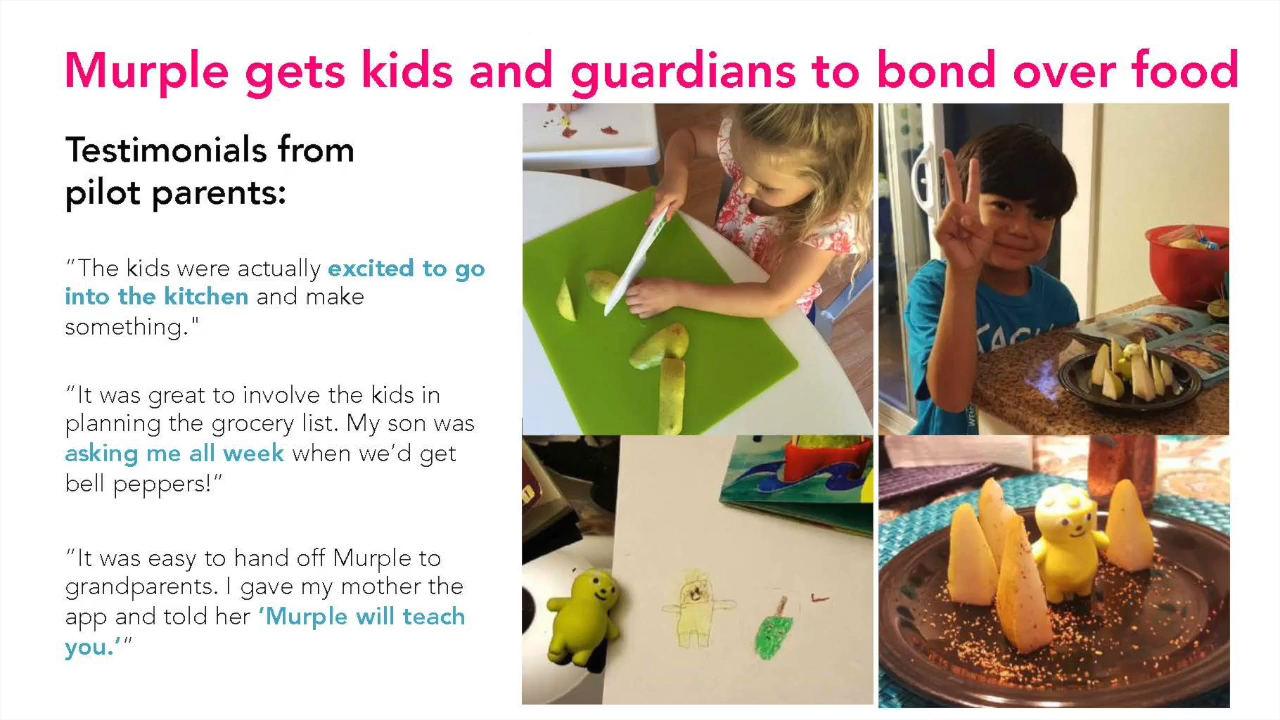 Murple gets kids and guardians to bond over food
Testimonials from
pilot parents:
“The kids were actually excited to go
into the kitchen and make
something."
“It was great to involve the kids in
planning the grocery list. My son was
asking me all week when we’d get
bell peppers!”
“It was easy to hand off Murple to
grandparents. I gave my mother the
app and told her ‘Murple will teach
you.’”